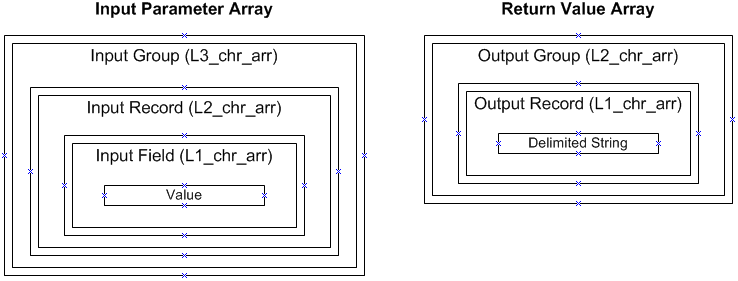 Input Parameter Array
Input Group (L3_chr_arr)
Input Record (L2_chr_arr)
Input Field (L1_chr_arr)
Value
Return Value Array
Output Group (L2_chr_arr)
Output Record (L1_chr_arr)
Delimited String